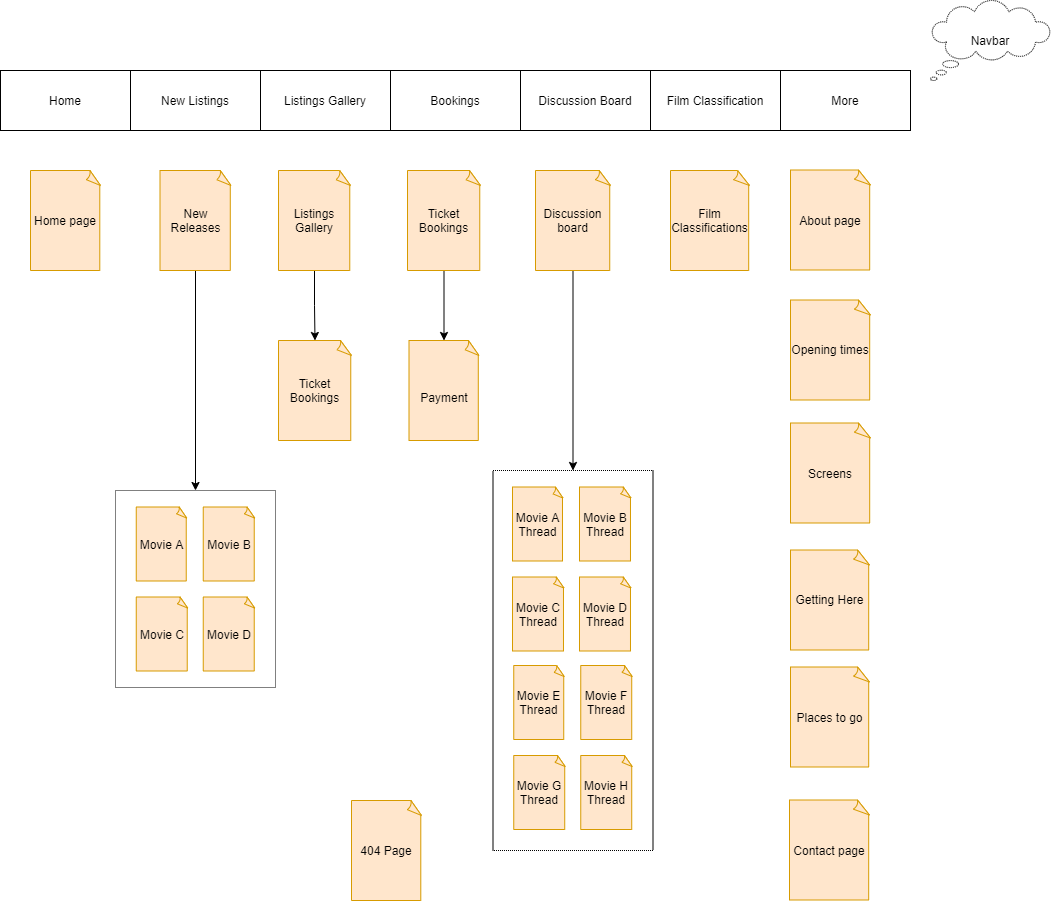 Navbar
Home
New Listings
Listings Gallery
Bookings
Discussion Board
Film Classification
More
Home page
New
Releases
Listings
Gallery
Ticket
Bookings
Discussion
board
Film
Classifications
About page
Opening times
Ticket
Bookings
Payment
Screens
Movie A
Movie B
Movie C
Movie D
Movie A
Thread
Movie B
Thread
Movie C
Thread
Movie D
Thread
Movie E
Thread
Movie F
Thread
Movie G
Thread
Movie H
Thread
Getting Here
Places to go
404 Page
Contact page